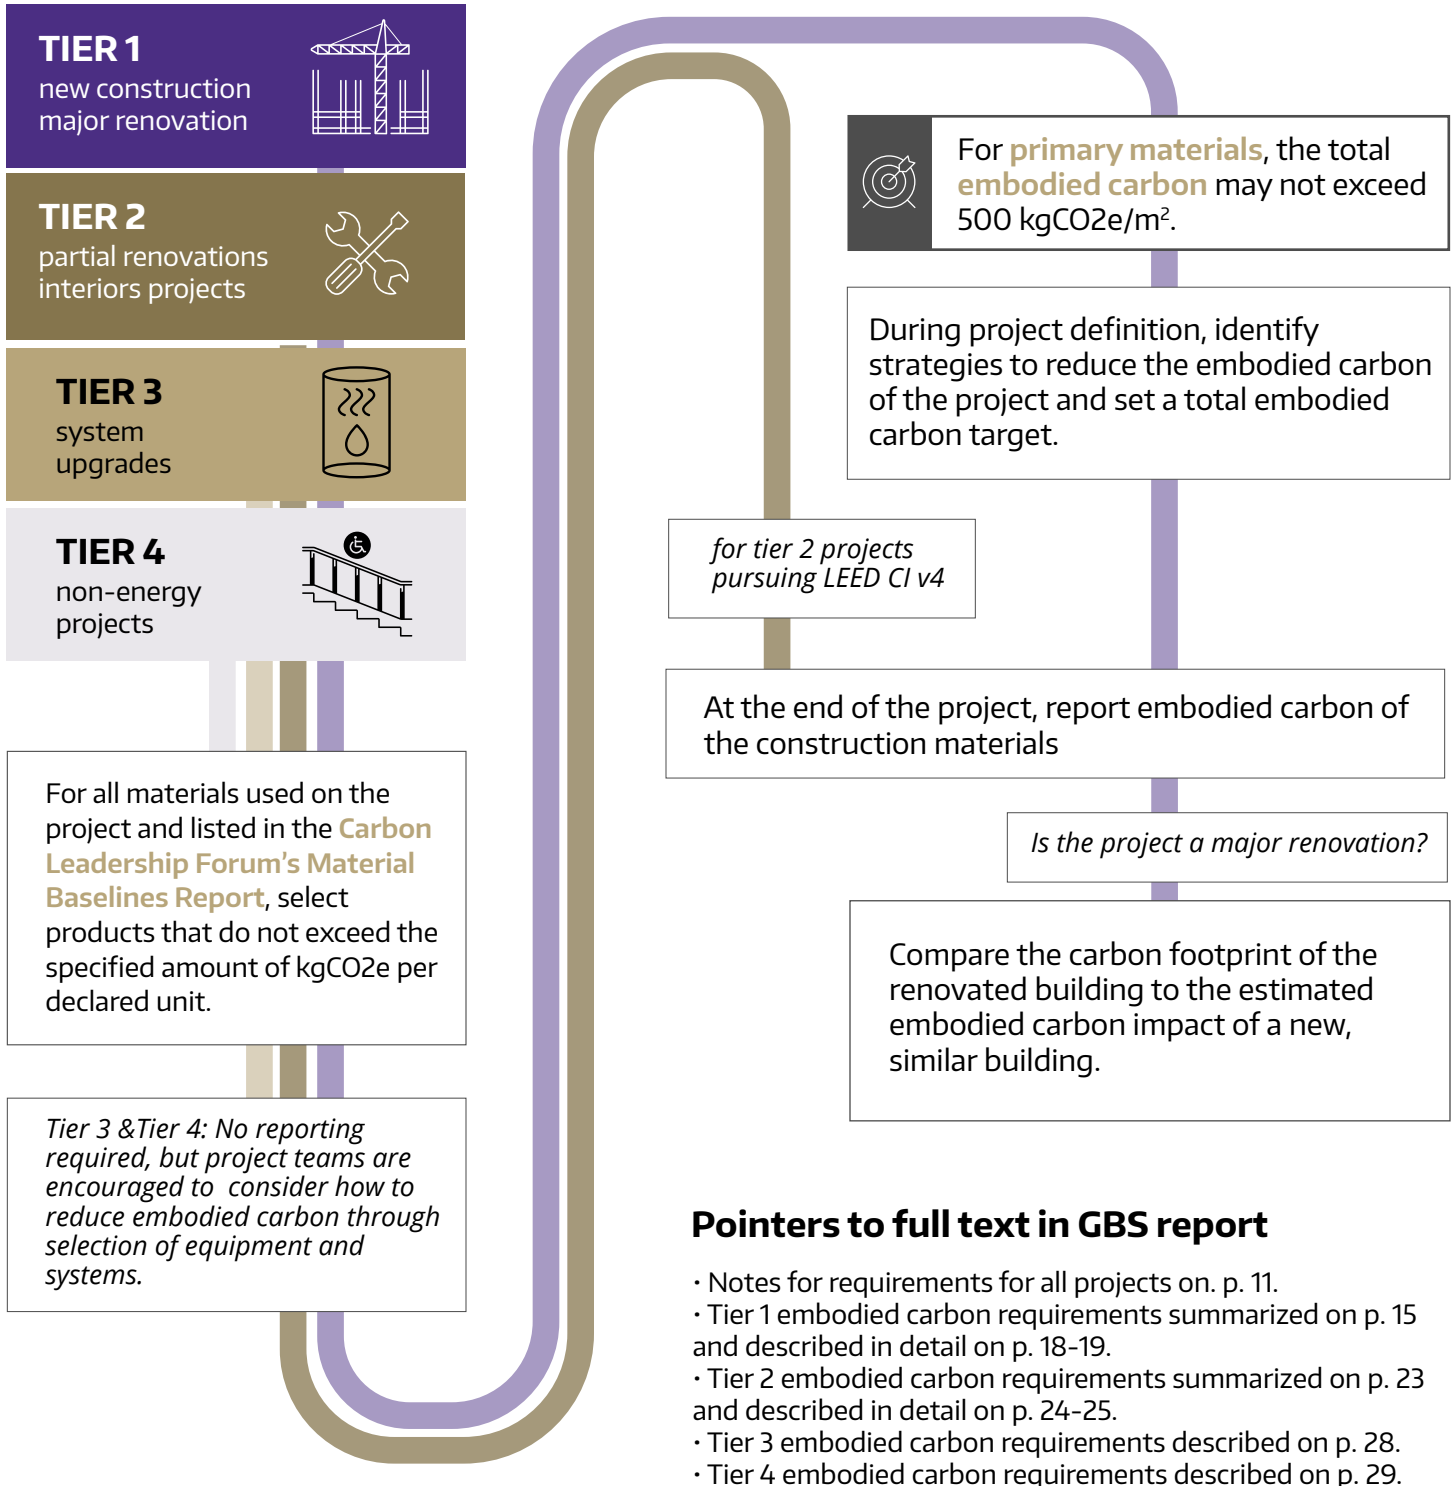 TIER 1
new construction
major renovation
TIER 2
partial renovations
interiors projects
TIER 3
system
upgrades
TIER 4
non-energy
projects
For all materials used on the
project and listed in the Carbon
Leadership Forum's Material
Baselines Report, select
products that do not exceed the
specified amount of kgCO2e per
declared unit.
Tier 3 &Tier 4: No reporting
required, but project teams are
encouraged to  consider how to
reduce embodied carbon through
selection of equipment and
systems.
For primary materials, the total
embodied carbon may not exceed
500 kgCO2e/m².
During project definition, identify
strategies to reduce the embodied carbon
of the project and set a total embodied
carbon target.
for tier 2 projects
pursuing LEED CI v4
At the end of the project, report embodied carbon of
the construction materials
Is the project a major renovation?
Compare the carbon footprint of the
renovated building to the estimated
embodied carbon impact of a new,
similar building.
Pointers to full text in GBS report
· Notes for requirements for all projects on. p. 11.
· Tier 1 embodied carbon requirements summarized on p. 15
and described in detail on p. 18-19.
· Tier 2 embodied carbon requirements summarized on p. 23
and described in detail on p. 24-25.
· Tier 3 embodied carbon requirements described on p. 28.
· Tier 4 embodied carbon requirements described on p. 29.